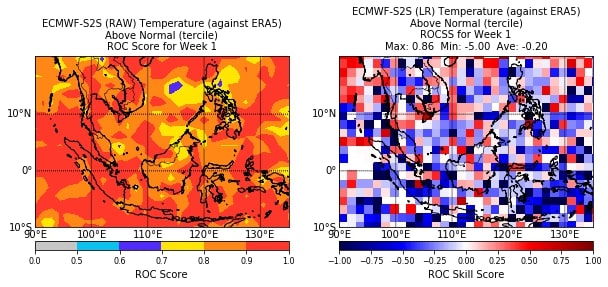 ECMWF-S2S (RAW) Temperature (against ERA5)
Above Normal (tercile)
ROC Score for Week 1
10°N
0°
10°S
90°E 100°E 110°E 120°E 130°E
0.0 0.5 0.6 0.7 0.8 0.9 1.0
ROC Score
ECMWF-S2S (LR) Temperature (against ERA5)
Above Normal (tercile)
ROCSS for Week 1
Max: 0.86 Min: -5.00 Ave: -0.20
10°N
0°
10°S
90°E 100°E 110°E 120°E 130°E
−1.00 −0.75 −0.50 −0.25 0.00 0.25 0.50 0.75 1.00
ROC Skill Score